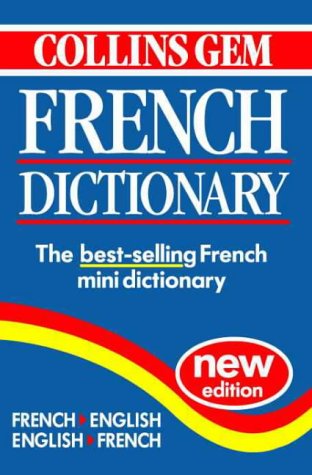 COLLINS GEM
FRENCH
DICTIONARY
The best-selling French
mini dictionary
new
edition
FRENCH ENGLISH
ENGLISH FRENCH